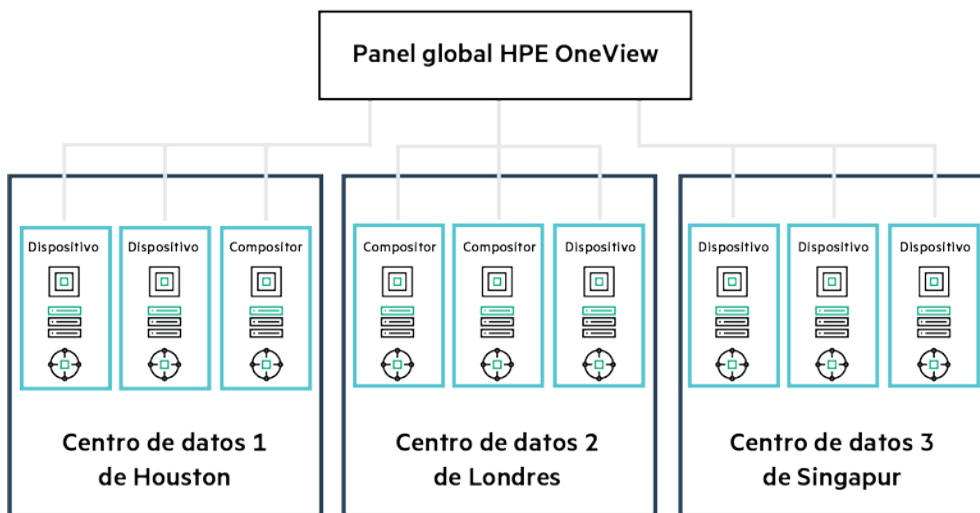 Panel global HPE OneView
Dispositivo
Dispositivo
Compositor
Compositor
Compositor
Dispositivo
Dispositivo
Dispositivo
Dispositivo
Centro de datos 1
de Houston
Centro de datos 2
de Londres
Centro de datos 3
de Singapur